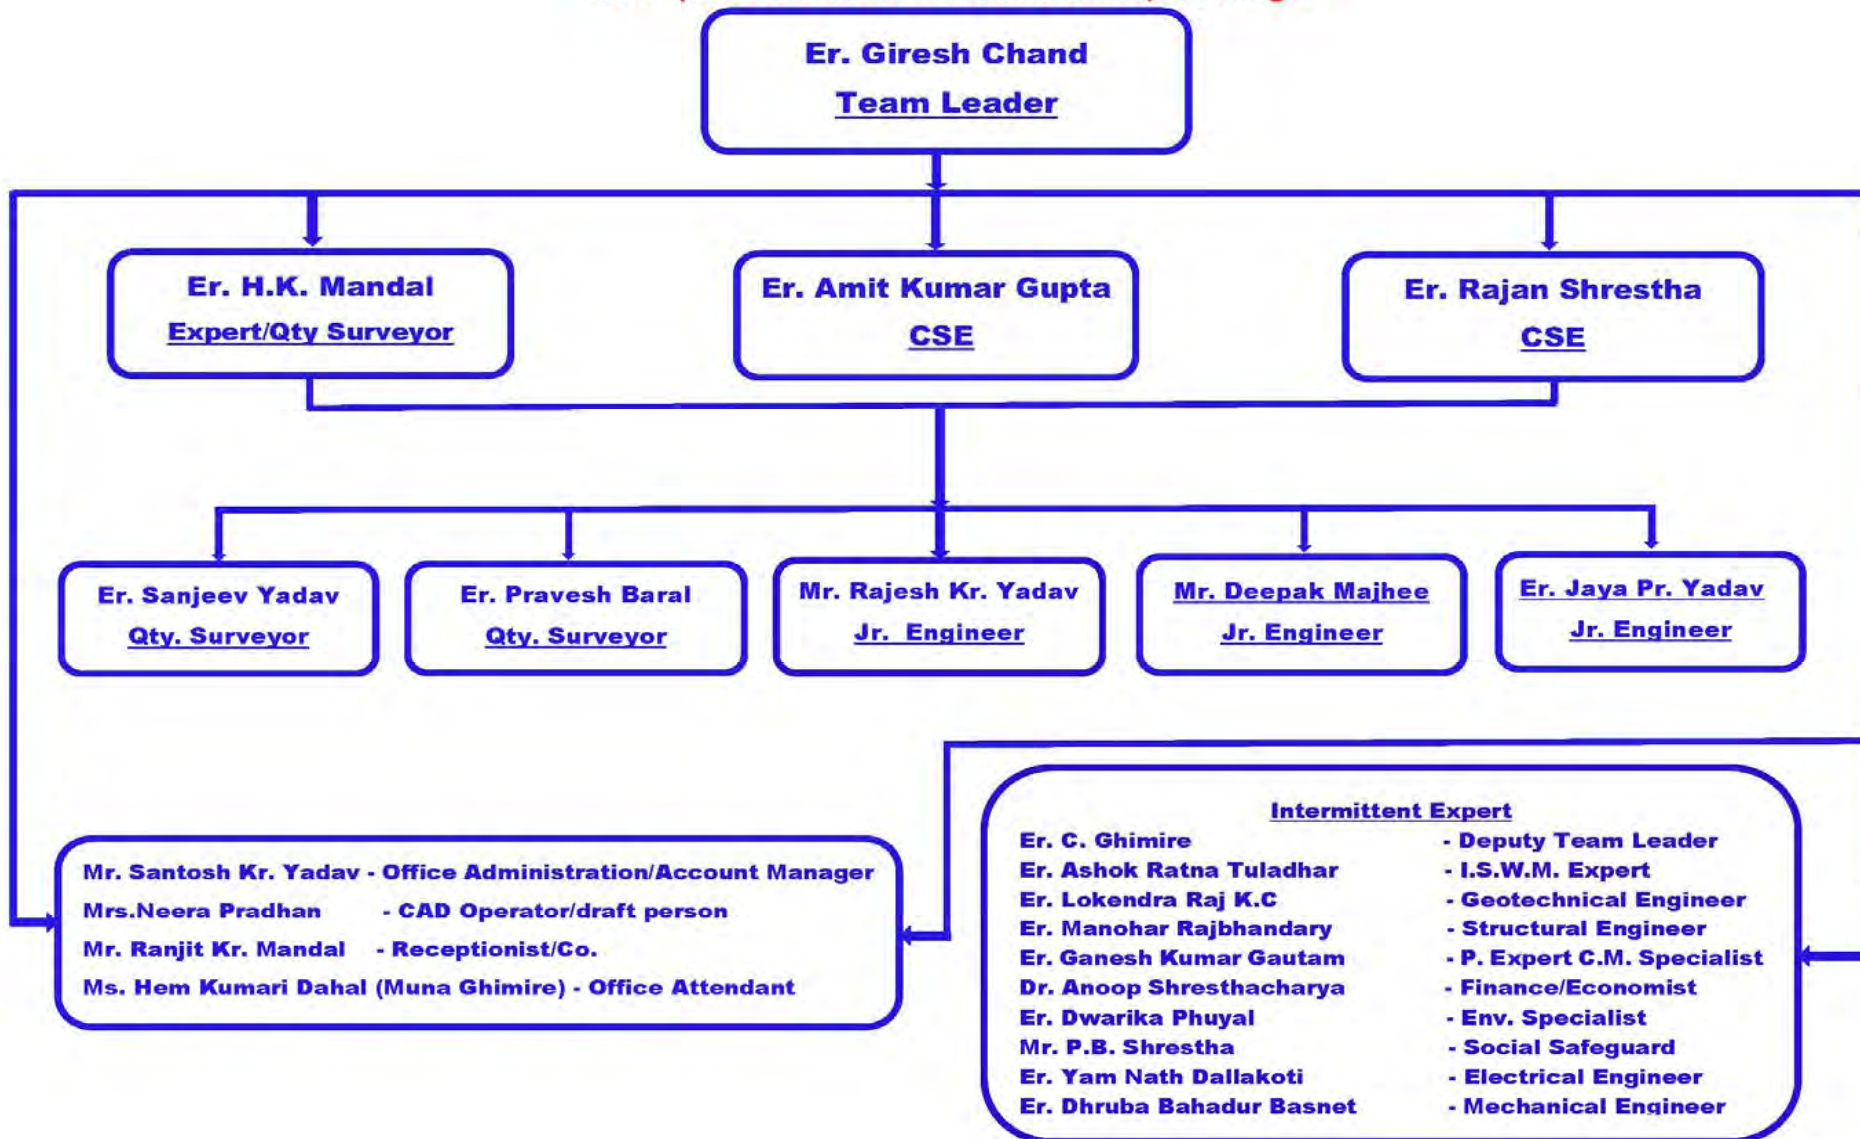 Er. Giresh Chand
Team Leader
Er. H.K. Mandal
Expert/Qty Surveyor
Er. Amit Kumar Gupta
CSE
Er. Rajan Shrestha
CSE
Er. Sanjeev Yadav
Qty. Surveyor
Er. Pravesh Baral
Qty. Surveyor
Mr. Rajesh Kr. Yadav
Jr. Engineer
Mr. Deepak Majhee
Jr. Engineer
Er. Jaya Pr. Yadav
Jr. Engineer
Mr. Santosh Kr. Yadav - Office Administration/Account Manager
Mrs.Neera Pradhan - CAD Operator/draft person
Mr. Ranjit Kr. Mandal - Receptionist/Co.
Ms. Hem Kumari Dahal (Muna Ghimire) - Office Attendant
Intermittent Expert
Er. C. Ghimire - Deputy Team Leader
Er. Ashok Ratna Tuladhar - I.S.W.M. Expert
Er. Lokendra Raj K.C - Geotechnical Engineer
Er. Manohar Rajbhandary - Structural Engineer
Er. Ganesh Kumar Gautam - P. Expert C.M. Specialist
Dr. Anoop Shresthacharya - Finance/Economist
Er. Dwarika Phuyal - Env. Specialist
Mr. P.B. Shrestha - Social Safeguard
Er. Yam Nath Dallakoti - Electrical Engineer
Er. Dhruba Bahadur Basnet - Mechanical Engineer